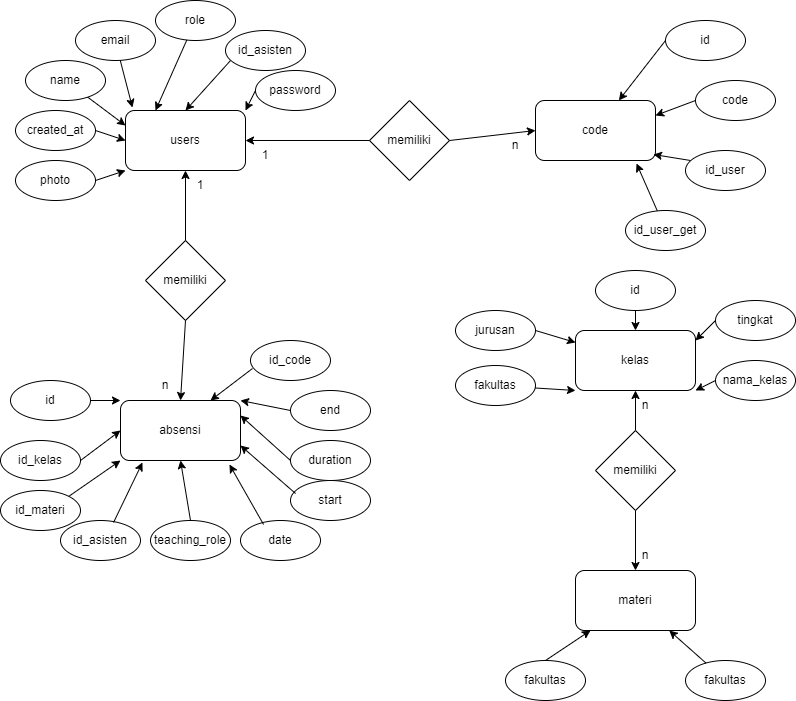 role
email
id_asisten
name
password
created_at
users
photo
1
1
memiliki
n
id
code
code
id_user
id_user_get
memiliki
n
id_code
id
end
absensi
id_kelas
duration
id_materi
start
id_asisten
teaching_role
date
id
jurusan
tingkat
kelas
fakultas
nama_kelas
n
memiliki
n
materi
fakultas
fakultas